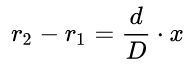 r₂ − r₁ = d/D · x